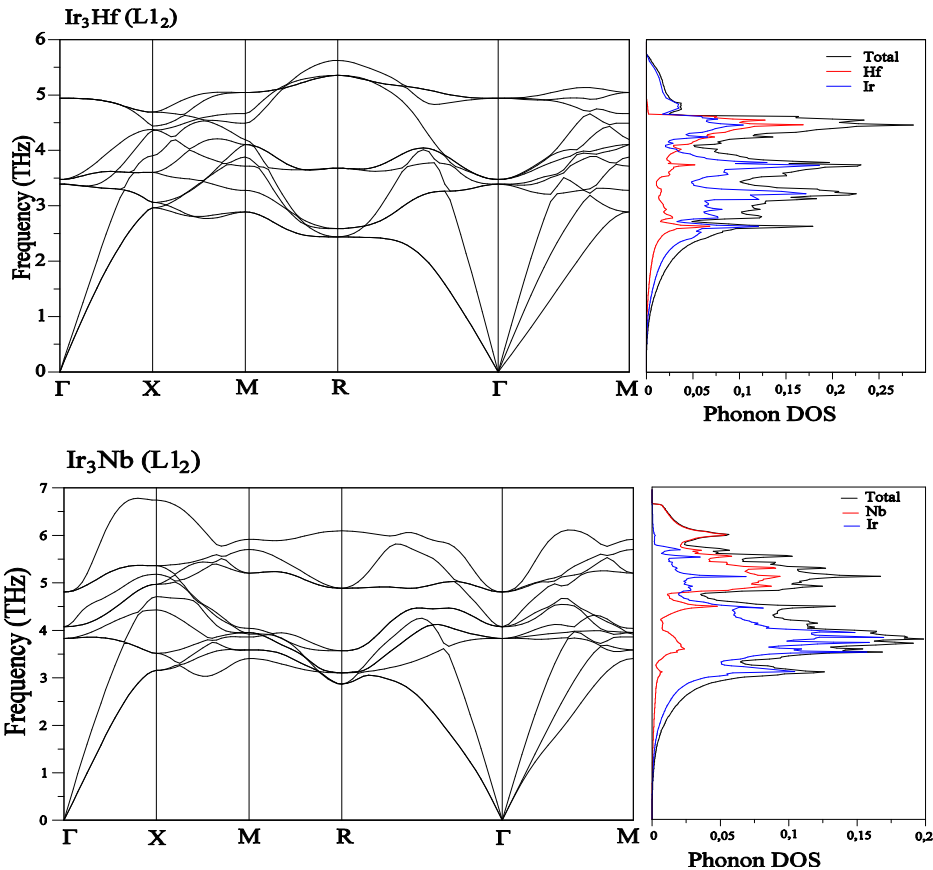 Ir₃Hf (L1₂)
6
5
4
3
2
1
0
Frequency (THz)
Γ X M R Γ M
Total
Hf
Ir
0 0,05 0,1 0,15 0,2 0,25
Phonon DOS
Ir₃Nb (L1₂)
7
6
5
4
3
2
1
0
Frequency (THz)
Γ X M R Γ M
Total
Nb
Ir
0 0,05 0,1 0,15 0,2
Phonon DOS